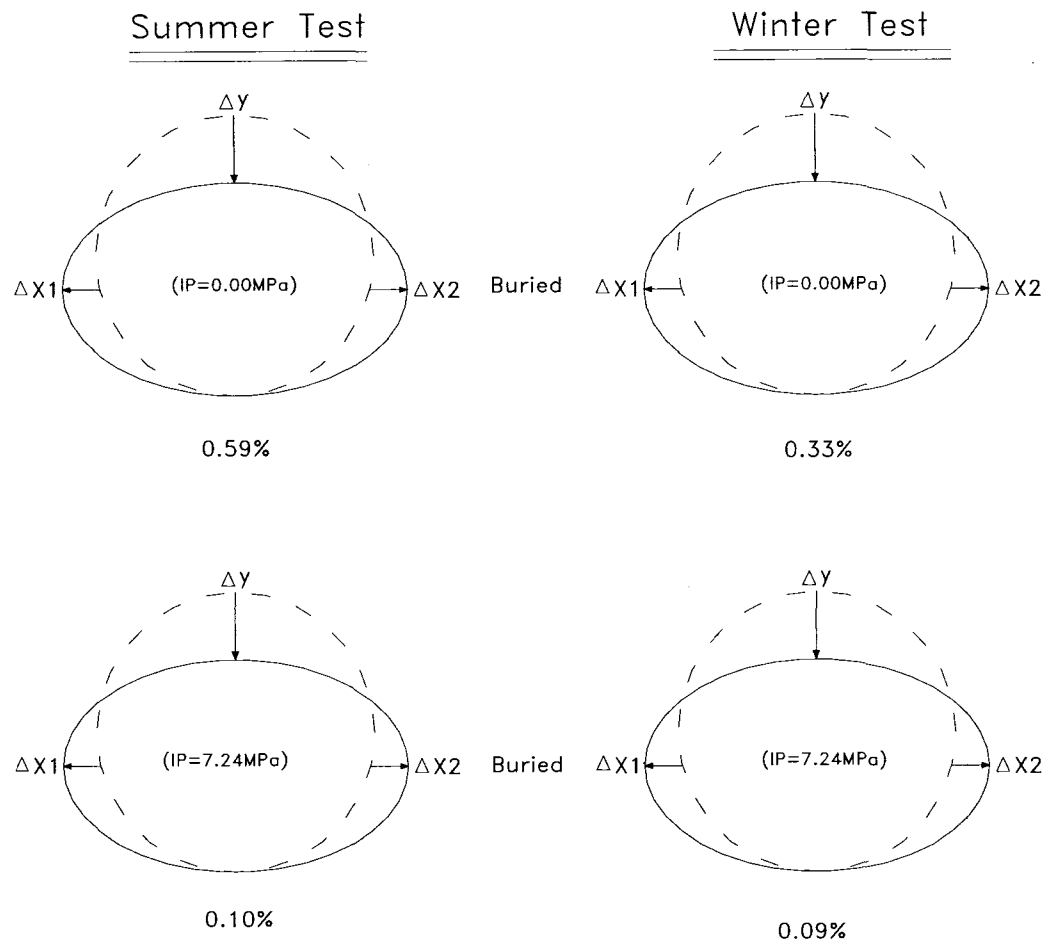 Summer Test
Winter Test
Δy
Δy
ΔX1
(IP=0.00MPa)
ΔX2
Buried
ΔX1
(IP=0.00MPa)
ΔX2
0.59%
0.33%
Δy
Δy
ΔX1
(IP=7.24MPa)
ΔX2
Buried
ΔX1
(IP=7.24MPa)
ΔX2
0.10%
0.09%